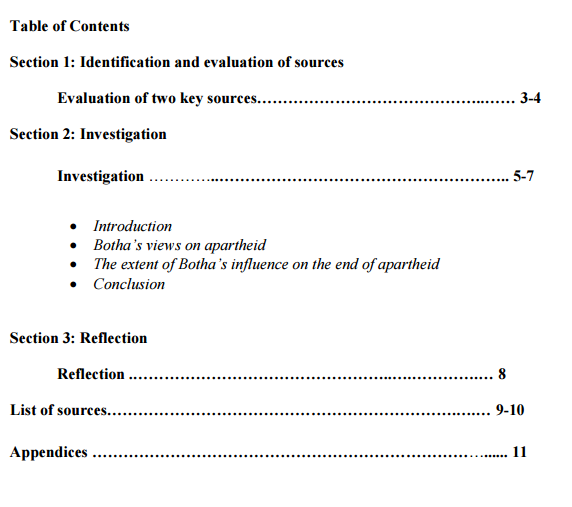 Table of Contents
Section 1: Identification and evaluation of sources
Evaluation of two key sources……………………………………...…… 3-4
Section 2: Investigation
Investigation …………..……………………………………………….. 5-7
• Introduction
• Botha’s views on apartheid
• The extent of Botha’s influence on the end of apartheid
• Conclusion
Section 3: Reflection
Reflection ..…………………………………………...…..………….… 8
List of sources…………………………………………………………..…… 9-10
Appendices ………………………………………………………………….…...... 11